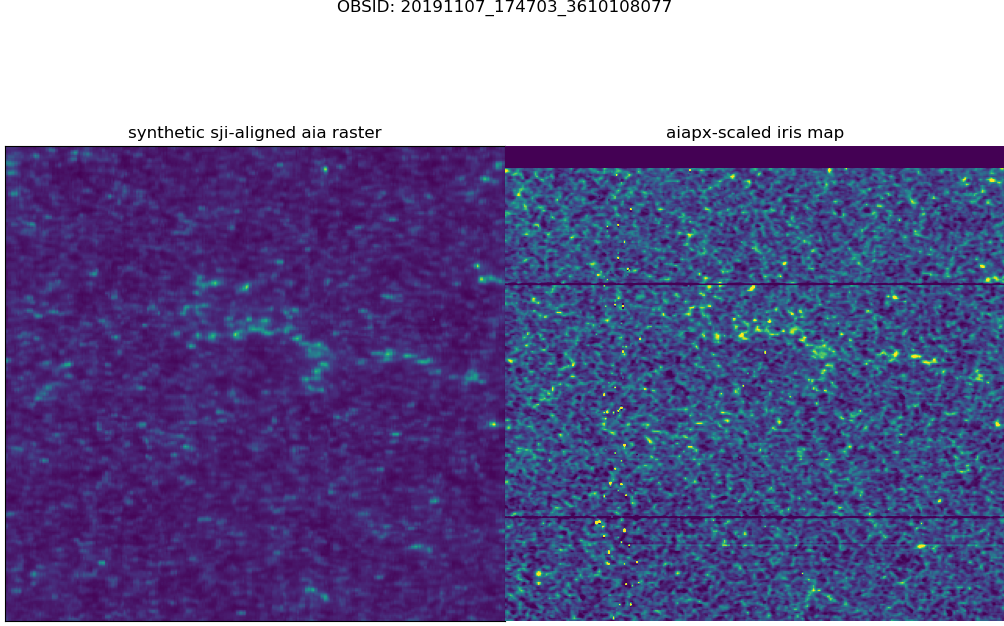 OBSID: 20191107_174703_3610108077
synthetic sji-aligned aia raster
aiapx-scaled iris map